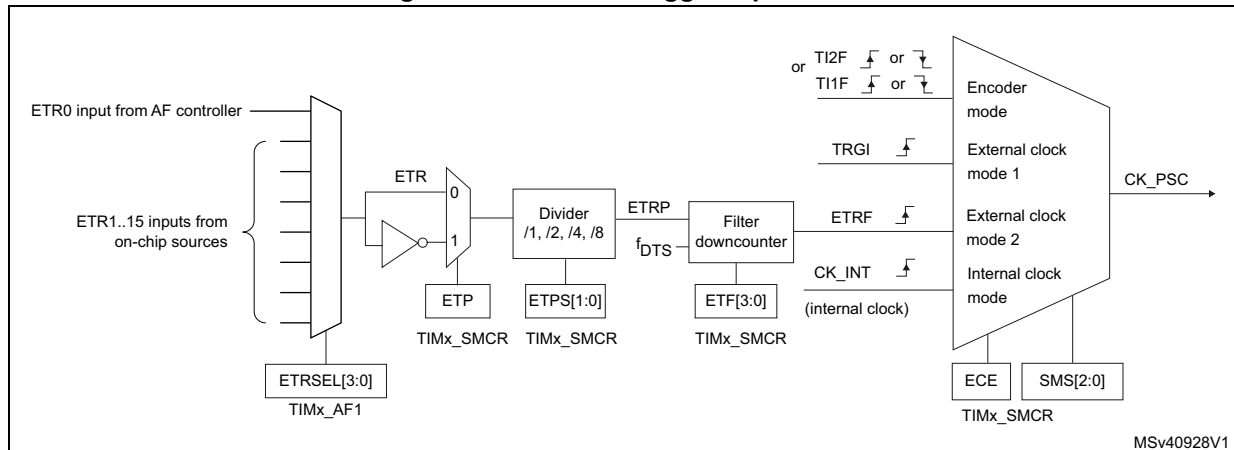 or TI2F or
TI1F or
Encoder
mode
ETR0 input from AF controller
TRGI
External clock
mode 1
CK_PSC
ETR
0
1
ETR1..15 inputs from
on-chip sources
Divider
/1, /2, /4, /8
ETRP
fDTS
Filter
downcounter
ETRF
External clock
mode 2
CK_INT
(internal clock)
Internal clock
mode
ETP
TIMx_SMCR
ETPS[1:0]
TIMx_SMCR
ETF[3:0]
TIMx_SMCR
ETRSEL[3:0]
TIMx_AF1
ECE
SMS[2:0]
TIMx_SMCR
MSv40928V1